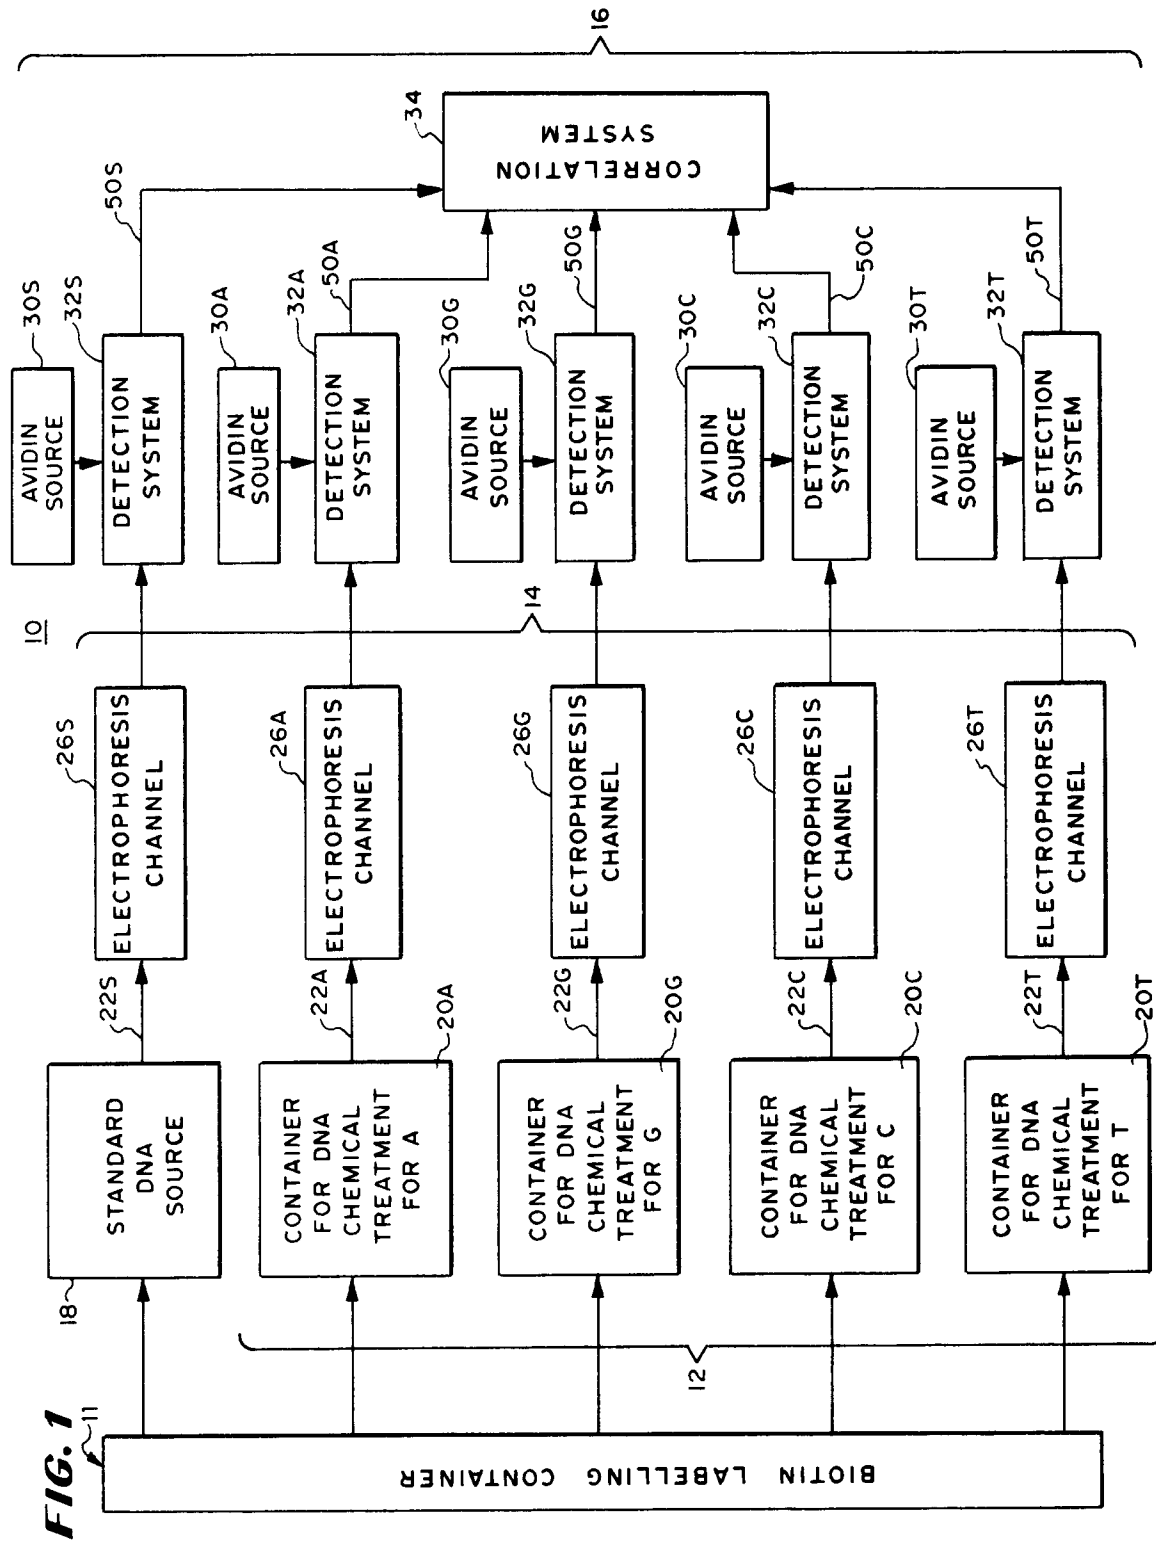 FIG. 1
10
11
BIOTIN LABELLING CONTAINER
12
14
16
18
STANDARD
DNA
SOURCE
22S
26S
ELECTROPHORESIS
CHANNEL
AVIDIN
SOURCE
30S
32S
DETECTION
SYSTEM
50S
CONTAINER
FOR DNA
CHEMICAL
TREATMENT
FOR A
20A
22A
26A
ELECTROPHORESIS
CHANNEL
AVIDIN
SOURCE
30A
32A
DETECTION
SYSTEM
50A
34
CORRELATION
SYSTEM
CONTAINER
FOR DNA
CHEMICAL
TREATMENT
FOR G
20G
22G
26G
ELECTROPHORESIS
CHANNEL
AVIDIN
SOURCE
30G
32G
DETECTION
SYSTEM
50G
CONTAINER
FOR DNA
CHEMICAL
TREATMENT
FOR C
20C
22C
26C
ELECTROPHORESIS
CHANNEL
AVIDIN
SOURCE
30C
32C
DETECTION
SYSTEM
50C
CONTAINER
FOR DNA
CHEMICAL
TREATMENT
FOR T
20T
22T
26T
ELECTROPHORESIS
CHANNEL
AVIDIN
SOURCE
30T
32T
DETECTION
SYSTEM
50T